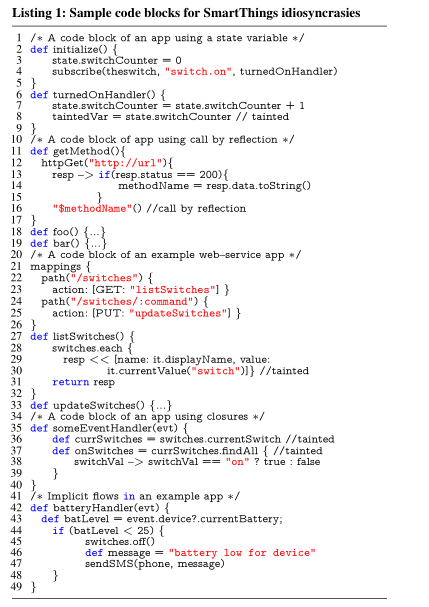 Listing 1: Sample code blocks for SmartThings idiosyncrasies
1 /* A code block of an app using a state variable */
2 def initialize() {
3 state.switchCounter = 0
4 subscribe(theswitch, "switch.on", turnedOnHandler)
5 }
6 def turnedOnHandler() {
7 state.switchCounter = state.switchCounter + 1
8 taintedVar = state.switchCounter // tainted
9 }
10 /* A code block of app using call by reflection */
11 def getMethod(){
12 httpGet("http://url"){
13 resp -> if(resp.status == 200){
14 methodName = resp.data.toString()
15 }
16 "$methodName"() //call by reflection
17 }
18 def foo() {...}
19 def bar() {...}
20 /* A code block of an example web-service app */
21 mappings {
22 path("/switches") {
23 action: [GET: "listSwitches"] }
24 path("/switches/:command") {
25 action: [PUT: "updateSwitches"] }
26 }
27 def listSwitches() {
28 switches.each {
29 resp << [name: it.displayName, value:
30 it.currentValue("switch")]} //tainted
31 return resp
32 }
33 def updateSwitches() {...}
34 /* A code block of an app using closures */
35 def someEventHandler(evt) {
36 def currSwitches = switches.currentSwitch //tainted
37 def onSwitches = currSwitches.findAll { //tainted
38 switchVal -> switchVal == "on" ? true : false
39 }
40 }
41 /* Implicit flows in an example app */
42 def batteryHandler(evt) {
43 def batLevel = event.device?.currentBattery;
44 if (batLevel < 25) {
45 switches.off()
46 def message = "battery low for device"
47 sendSMS(phone, message)
48 }
49 }